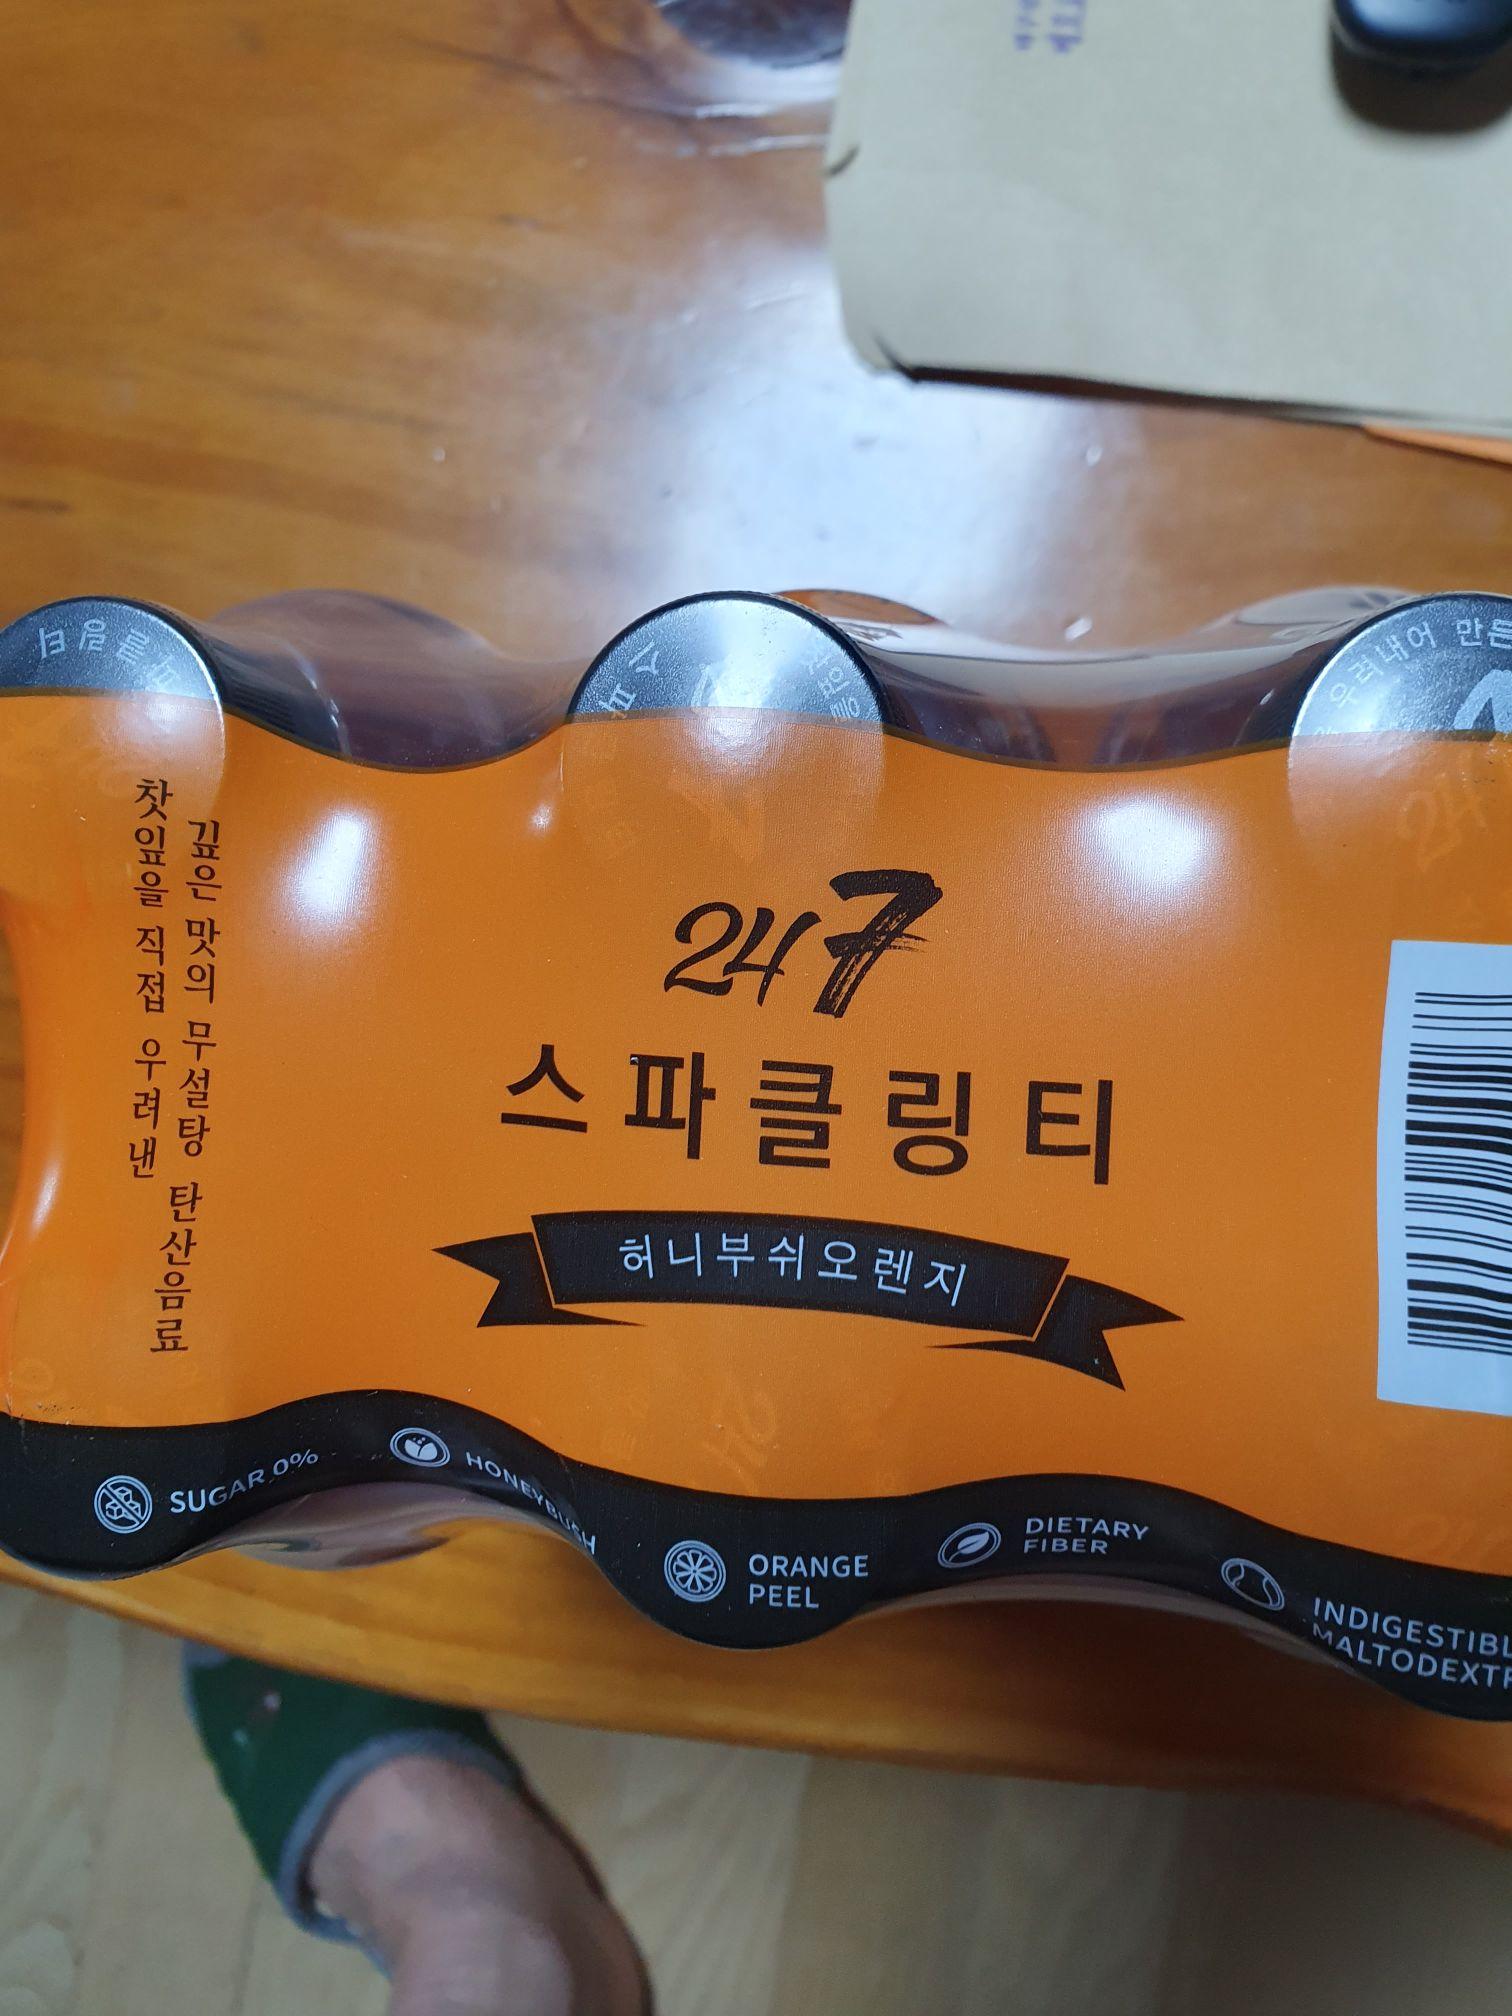 우려내어 만든
찻잎을 직접 우려낸
깊은 맛의 무설탕 탄산음료
24 7
스파클링티
허니부쉬오렌지
SUGAR 0%
HONEYBUSH
ORANGE
PEEL
DIETARY
FIBER